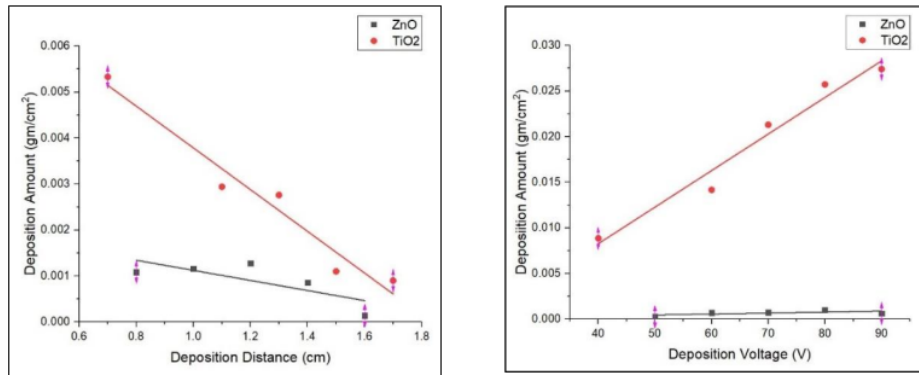 ZnO
TiO2
0.006
0.005
0.004
0.003
0.002
0.001
0.000
Deposition Amount (gm/cm2)
0.6 0.8 1.0 1.2 1.4 1.6 1.8
Deposition Distance (cm)
ZnO
TiO2
0.030
0.025
0.020
0.015
0.010
0.005
0.000
Deposiition Amount (gm/cm2)
40 50 60 70 80 90
Deposition Voltage (V)